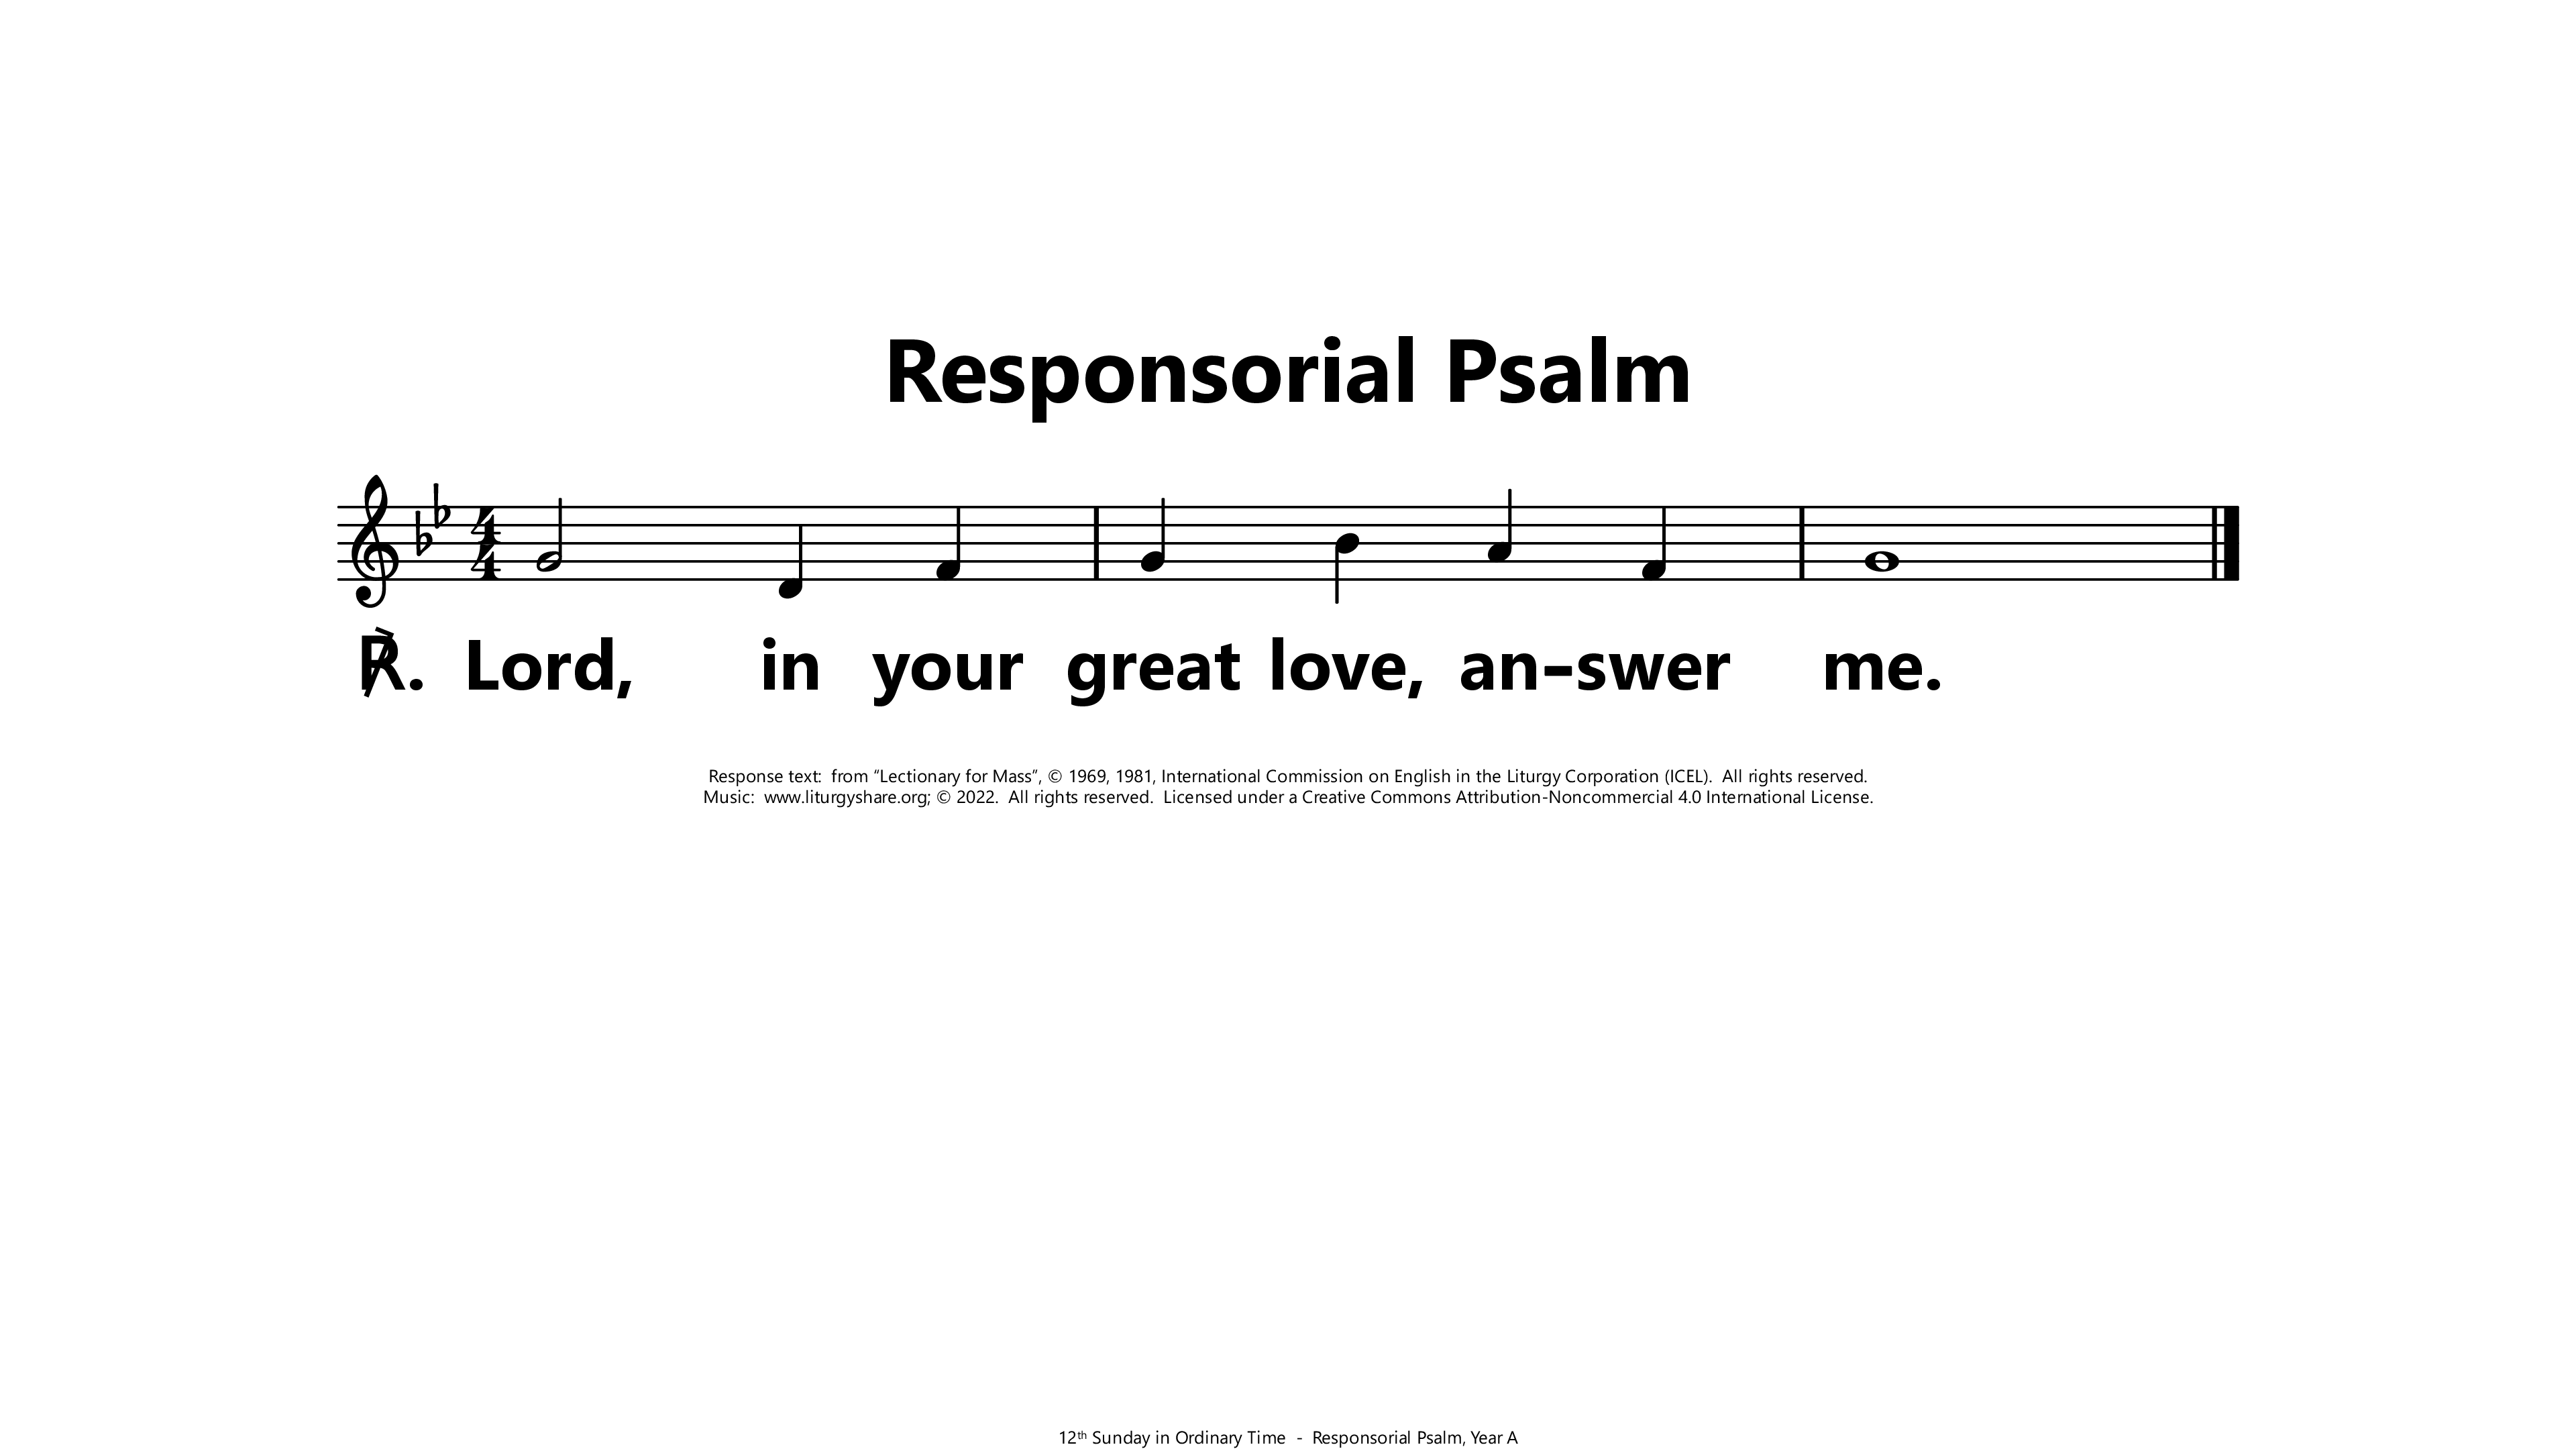 Responsorial Psalm
4
4
℟. Lord, in your great love, an-swer me.
Response text: from “Lectionary for Mass”, © 1969, 1981, International Commission on English in the Liturgy Corporation (ICEL). All rights reserved.
Music: www.liturgyshare.org; © 2022. All rights reserved. Licensed under a Creative Commons Attribution-Noncommercial 4.0 International License.
12th Sunday in Ordinary Time - Responsorial Psalm, Year A